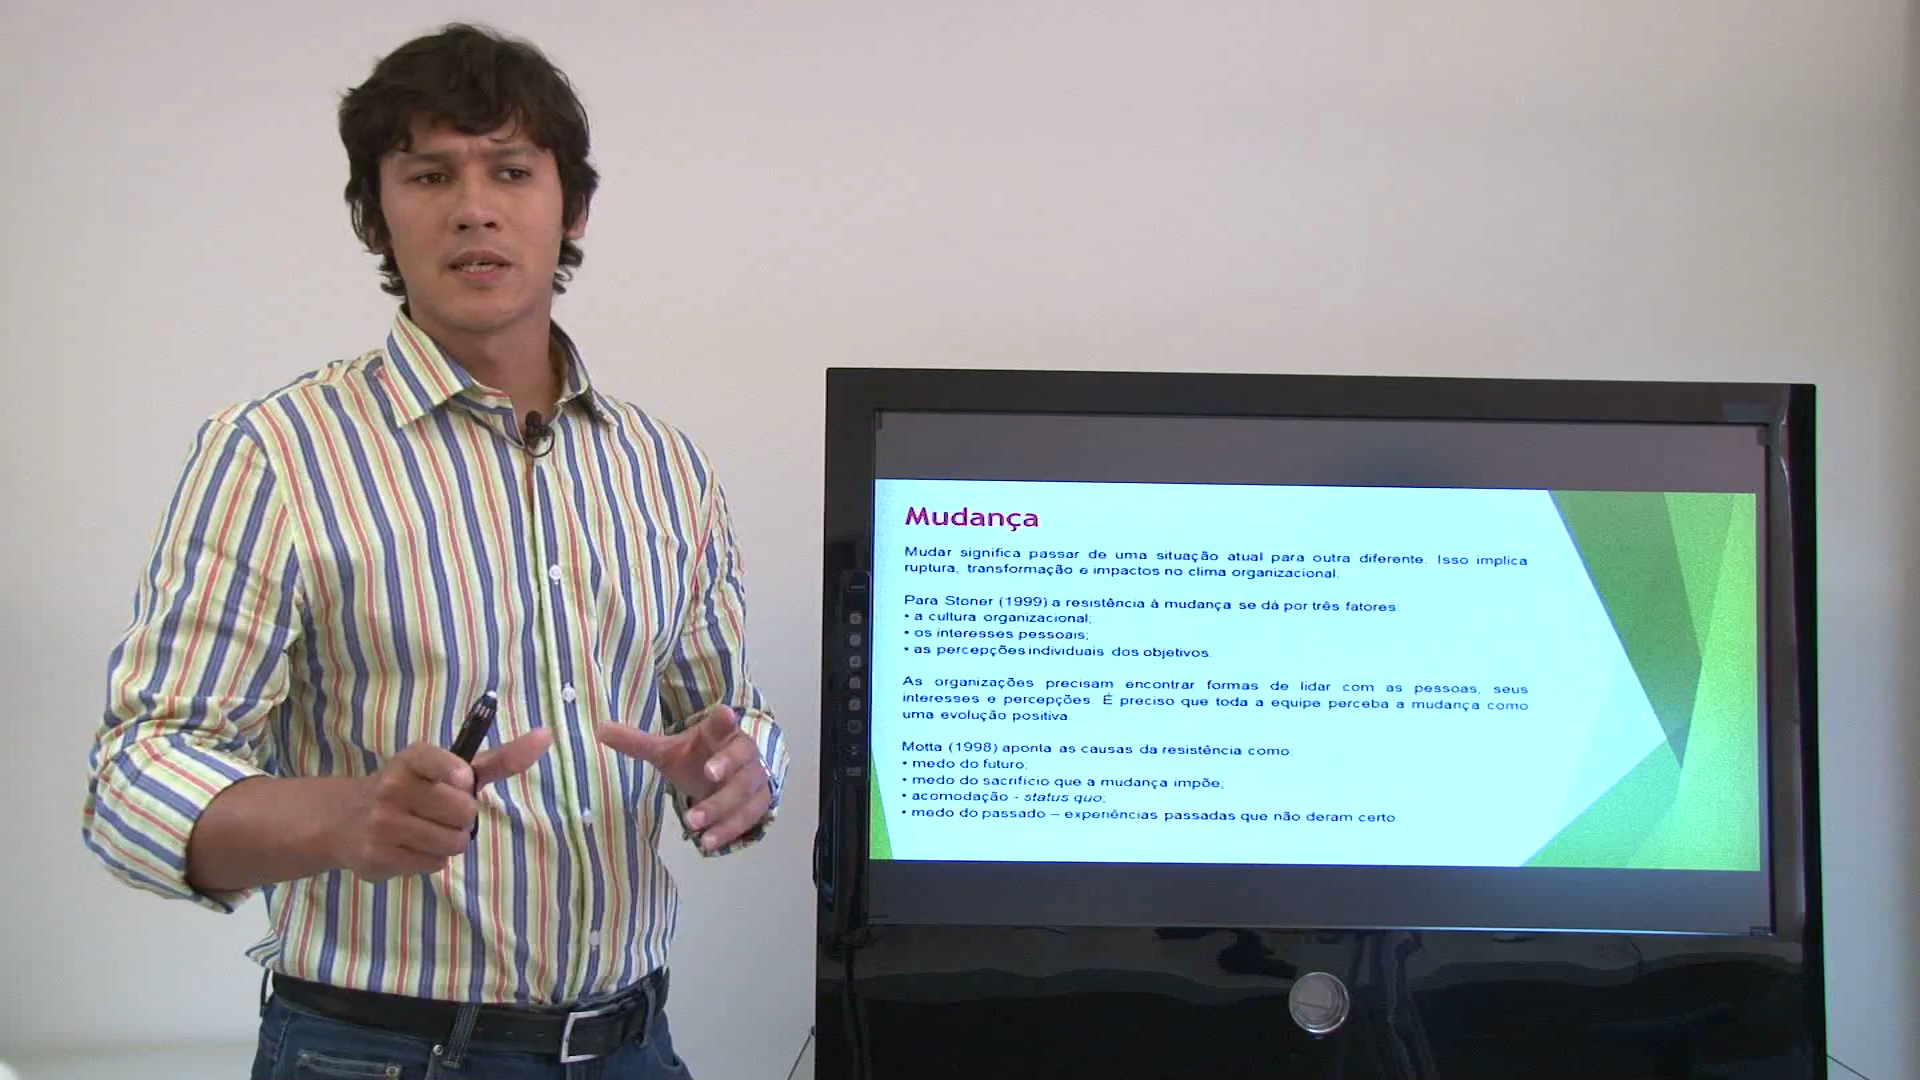 Mudança
Mudar significa passar de uma situação atual para outra diferente. Isso implica
ruptura, transformação e impactos no clima organizacional.
Para Stoner (1999) a resistência à mudança se dá por três fatores:
• a cultura organizacional;
• os interesses pessoais;
• as percepções individuais dos objetivos.
As organizações precisam encontrar formas de lidar com as pessoas, seus
interesses e percepções. É preciso que toda a equipe perceba a mudança como
uma evolução positiva.
Motta (1998) aponta as causas da resistência como:
• medo do futuro;
• medo do sacrifício que a mudança impõe;
• acomodação - status quo;
• medo do passado – experiências passadas que não deram certo